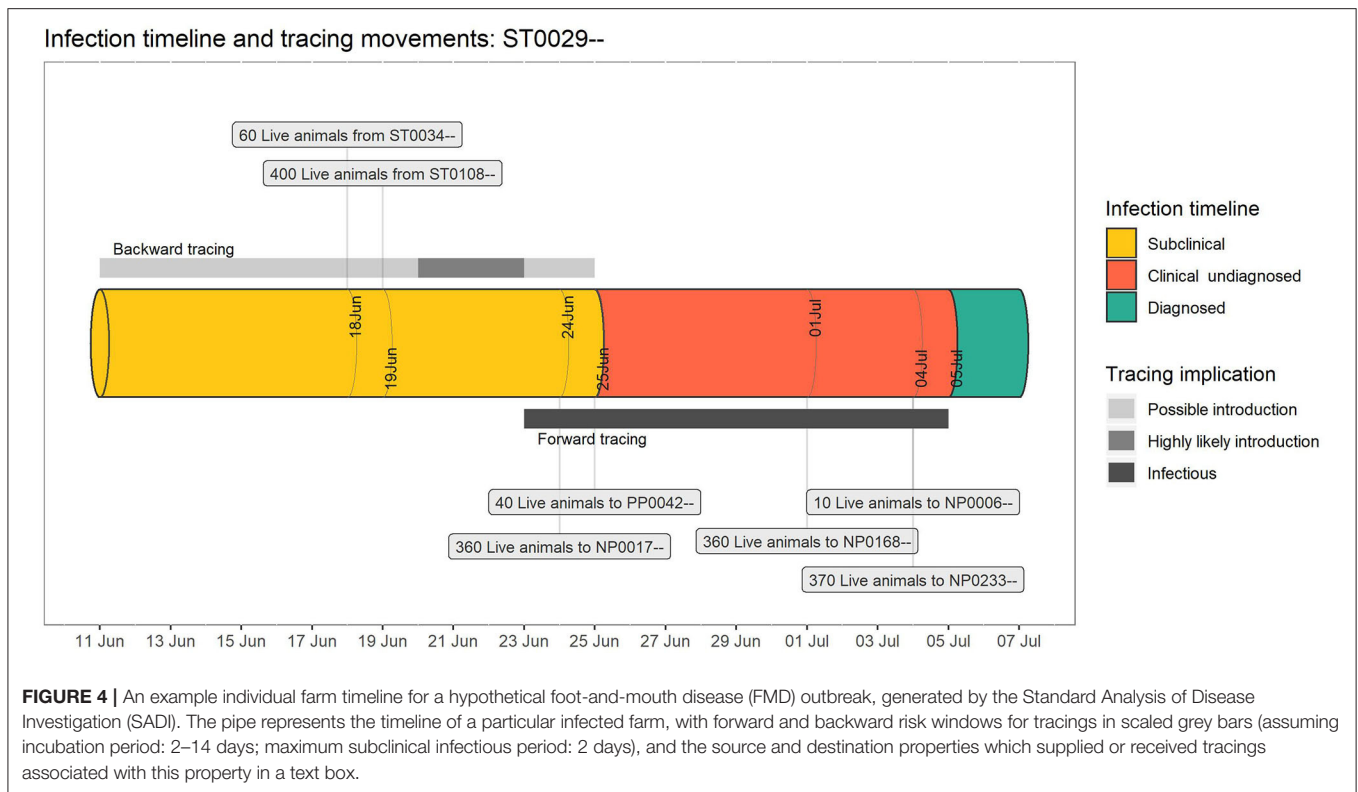 Infection timeline and tracing movements: ST0029--
60 Live animals from ST0034--
400 Live animals from ST0108--
Backward tracing
18Jun
19Jun
24Jun
25Jun
01Jul
04Jul
05Jul
Forward tracing
40 Live animals to PP0042--
10 Live animals to NP0006--
360 Live animals to NP0017--
360 Live animals to NP0168--
370 Live animals to NP0233--
11 Jun 13 Jun 15 Jun 17 Jun 19 Jun 21 Jun 23 Jun 25 Jun 27 Jun 29 Jun 01 Jul 03 Jul 05 Jul 07 Jul
Infection timeline
Subclinical
Clinical undiagnosed
Diagnosed
Tracing implication
Possible introduction
Highly likely introduction
Infectious
FIGURE 4 | An example individual farm timeline for a hypothetical foot-and-mouth disease (FMD) outbreak, generated by the Standard Analysis of Disease
Investigation (SADI). The pipe represents the timeline of a particular infected farm, with forward and backward risk windows for tracings in scaled grey bars (assuming
incubation period: 2–14 days; maximum subclinical infectious period: 2 days), and the source and destination properties which supplied or received tracings
associated with this property in a text box.